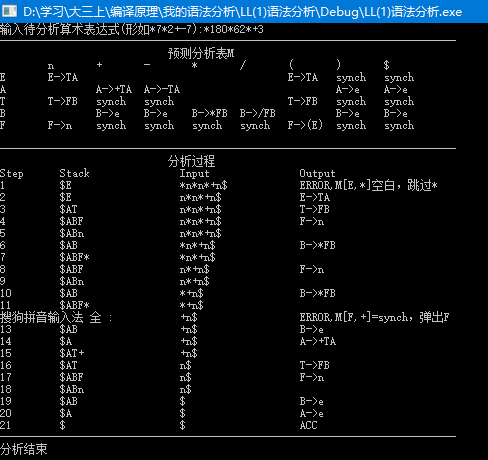 D:\学习\大三上\编译原理\我的语法分析\LL(1)语法分析\Debug\LL(1)语法分析.exe
输入待分析算术表达式(形如*7*2+-7):*180*62*+3
预测分析表M
n + - * / ( ) $
E E->TA E->TA synch synch
A A->+TA A->-TA A->e A->e
T T->FB synch synch T->FB synch synch
B B->e B->e B->*FB B->/FB B->e B->e
F F->n synch synch synch synch F->(E) synch synch
分析过程
Step Stack Input Output
1 $E *n*n*+n$ ERROR,M[E,*]空白，跳过*
2 $E n*n*+n$ E->TA
3 $AT n*n*+n$ T->FB
4 $ABF n*n*+n$ F->n
5 $ABn n*n*+n$
6 $AB *n*+n$ B->*FB
7 $ABF* *n*+n$
8 $ABF n*+n$ F->n
9 $ABn n*+n$
10 $AB *+n$ B->*FB
11 $ABF* *+n$
搜狗拼音输入法 全 : +n$ ERROR,M[F,+]=synch，弹出F
13 $AB +n$ B->e
14 $A +n$ A->+TA
15 $AT+ +n$
16 $AT n$ T->FB
17 $ABF n$ F->n
18 $ABn n$
19 $AB $ B->e
20 $A $ A->e
21 $ $ ACC
分析结束